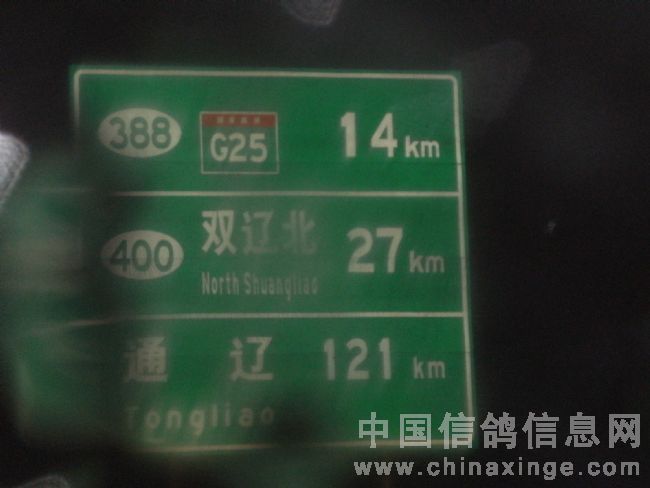 388 G25 14 km
400 双辽北 27 km
North Shuangliao
通 辽 121 km
Tongliao
中国信鸽信息网
www.chinaxinge.com